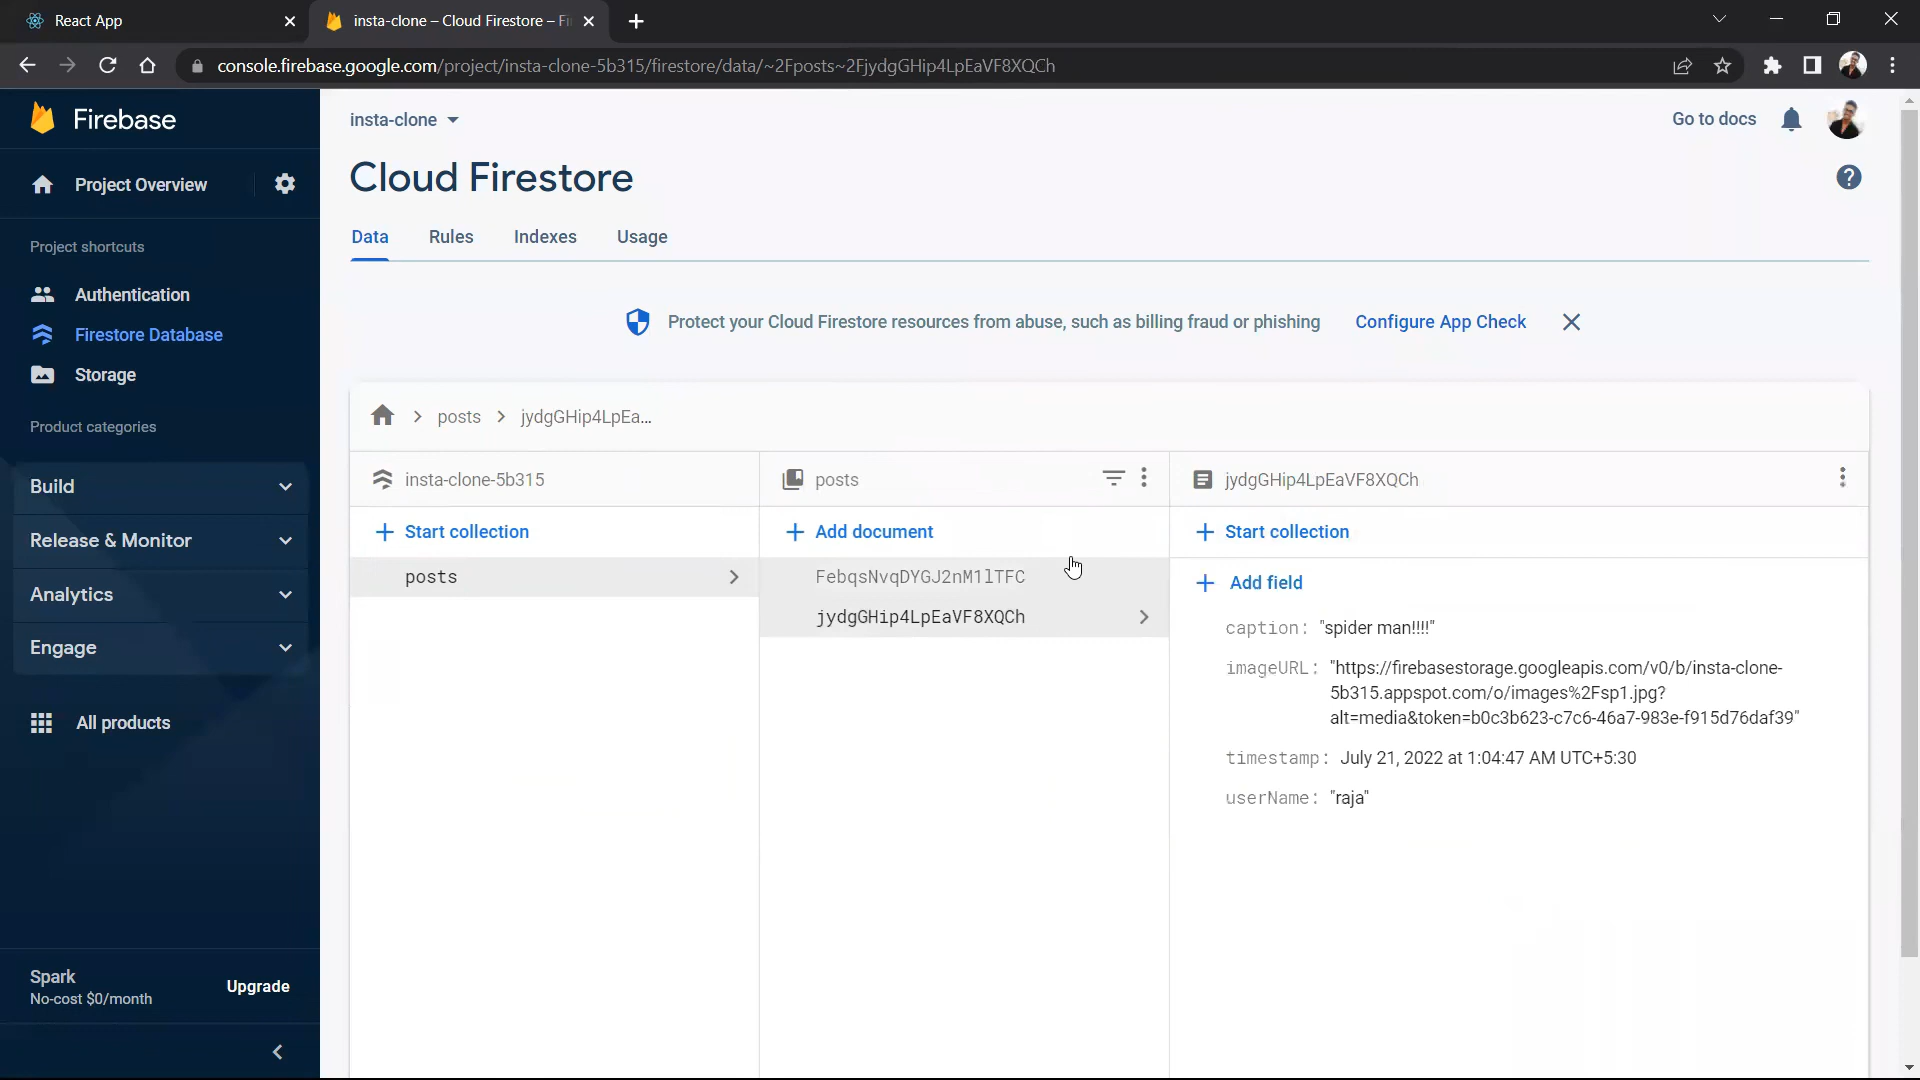 React App
insta-clone – Cloud Firestore – Fi
console.firebase.google.com/project/insta-clone-5b315/firestore/data/~2Fposts~2FjydgGHip4LpEaVF8XQCh
Firebase
insta-clone
Go to docs
Project Overview
Cloud Firestore
?
Project shortcuts
Data
Rules
Indexes
Usage
Authentication
Firestore Database
Storage
Protect your Cloud Firestore resources from abuse, such as billing fraud or phishing
Configure App Check
Product categories
Build
Release & Monitor
Analytics
Engage
All products
posts
jydgGHip4LpEa...
insta-clone-5b315
posts
jydgGHip4LpEaVF8XQCh
Start collection
Add document
Start collection
posts
FebqsNvqDYGJ2nM1lTFC
jydgGHip4LpEaVF8XQCh
Add field
caption: "spider man!!!!"
imageURL: "https://firebasestorage.googleapis.com/v0/b/insta-clone-
5b315.appspot.com/o/images%2Fsp1.jpg?
alt=media&token=b0c3b623-c7c6-46a7-983e-f915d76daf39"
timestamp: July 21, 2022 at 1:04:47 AM UTC+5:30
userName: "raja"
Spark
No-cost $0/month
Upgrade